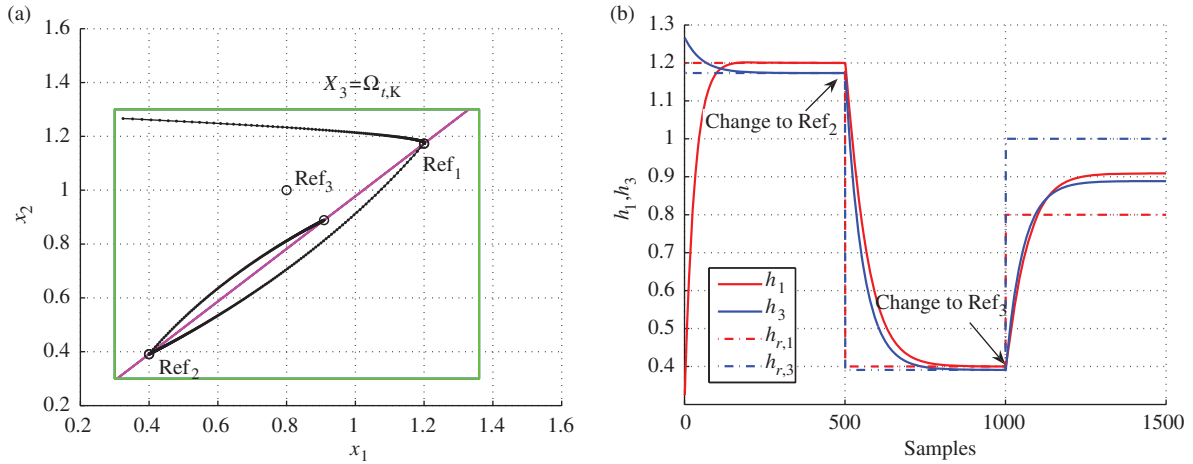 (a)
1.6
1.4
1.2
1
0.8
0.6
0.4
0.2
x2
0.2 0.4 0.6 0.8 1 1.2 1.4 1.6
x1
X3=Ωt,K
Ref1
Ref3
Ref2
(b)
1.3
1.2
1.1
1
0.9
0.8
0.7
0.6
0.5
0.4
h1,h3
0 500 1000 1500
Samples
Change to Ref2
Change to Ref3
h1
h3
hr,1
hr,3